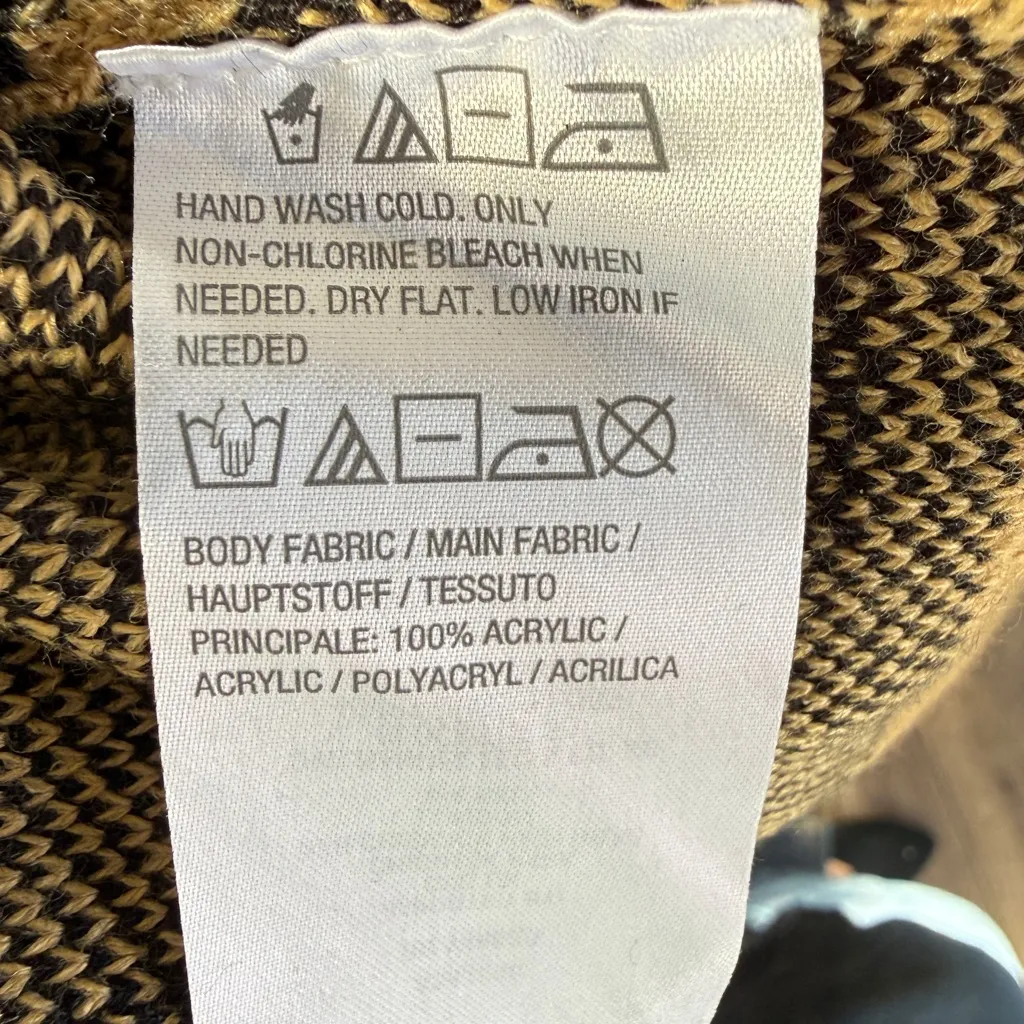 HAND WASH COLD. ONLY
NON-CHLORINE BLEACH WHEN
NEEDED. DRY FLAT. LOW IRON IF
NEEDED
BODY FABRIC / MAIN FABRIC /
HAUPTSTOFF / TESSUTO
PRINCIPALE: 100% ACRYLIC /
ACRYLIC / POLYACRYL / ACRILICA